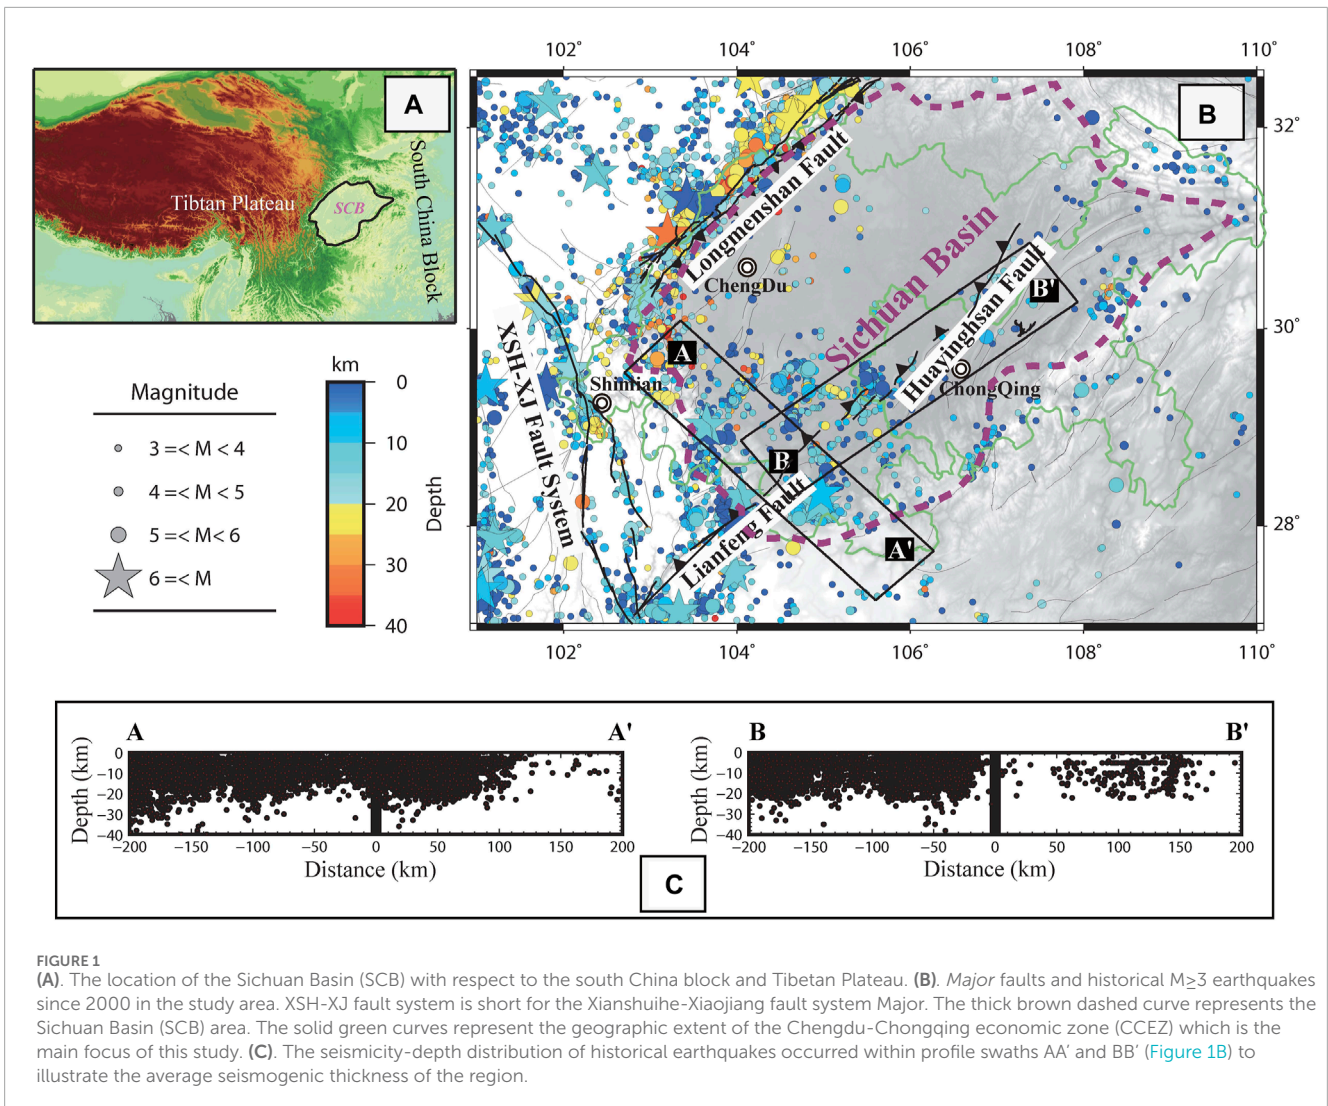 A
Tibtan Plateau
SCB
South China Block
102° 104° 106° 108° 110°
B
32°
30°
28°
Longmenshan Fault
ChengDu
Sichuan Basin
Huayinghsan Fault
B'
A
Shimian
ChongQing
XSH-XJ Fault System
B
Lianfeng Fault
A'
102° 104° 106° 108° 110°
Magnitude
3 =< M < 4
4 =< M < 5
5 =< M < 6
6 =< M
km
0
10
20
30
40
Depth
A A'
Depth (km)
0
−10
−20
−30
−40
−200 −150 −100 −50 0 50 100 150 200
Distance (km)
B B'
Depth (km)
0
−10
−20
−30
−40
−200 −150 −100 −50 0 50 100 150 200
Distance (km)
C
FIGURE 1
(A). The location of the Sichuan Basin (SCB) with respect to the south China block and Tibetan Plateau. (B). Major faults and historical M≥3 earthquakes
since 2000 in the study area. XSH-XJ fault system is short for the Xianshuihe-Xiaojiang fault system Major. The thick brown dashed curve represents the
Sichuan Basin (SCB) area. The solid green curves represent the geographic extent of the Chengdu-Chongqing economic zone (CCEZ) which is the
main focus of this study. (C). The seismicity-depth distribution of historical earthquakes occurred within profile swaths AA′ and BB′ (Figure 1B) to
illustrate the average seismogenic thickness of the region.